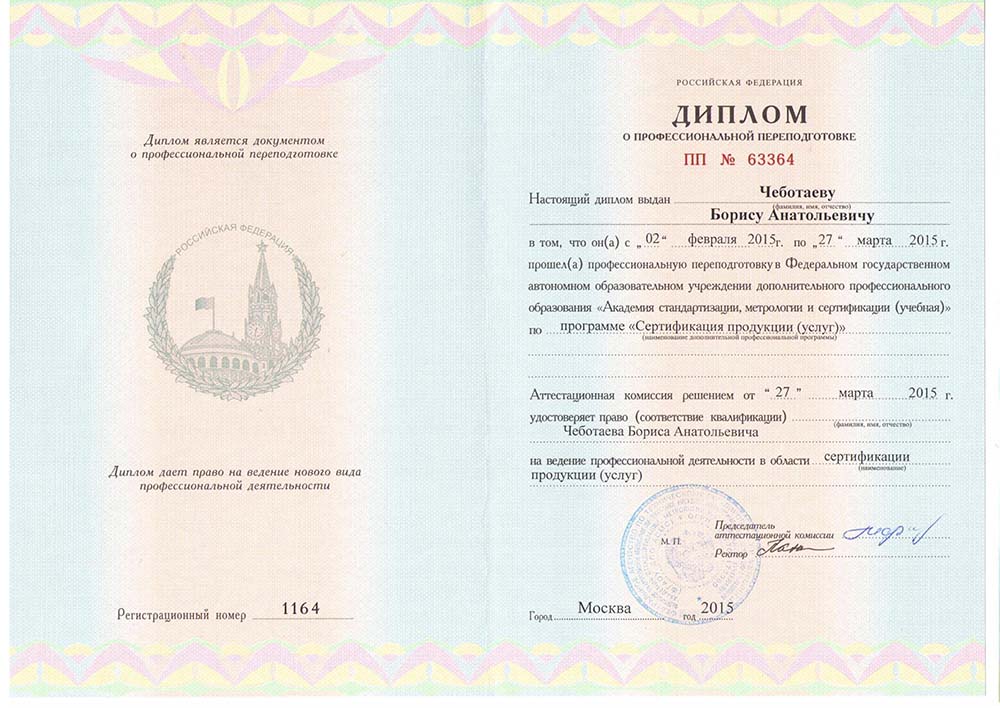 Диплом является документом
о профессиональной переподготовке
РОССИЙСКАЯ ФЕДЕРАЦИЯ
Диплом дает право на ведение нового вида
профессиональной деятельности
Регистрационный номер 1164
РОССИЙСКАЯ ФЕДЕРАЦИЯ
ДИПЛОМ
О ПРОФЕССИОНАЛЬНОЙ ПЕРЕПОДГОТОВКЕ
ПП № 63364
Настоящий диплом выдан Чеботаеву
(фамилия, имя, отчество)
Борису Анатольевичу
в том, что он(а) с „02“ февраля 2015г. по „27“ марта 2015 г.
прошел(а) профессиональную переподготовку в Федеральном государственном
автономном образовательном учреждении дополнительного профессионального
образования «Академия стандартизации, метрологии и сертификации (учебная)»
по программе «Сертификация продукции (услуг)»
(наименование дополнительной профессиональной программы)
Аттестационная комиссия решением от “27” марта 2015 г.
удостоверяет право (соответствие квалификации)
(фамилия, имя, отчество)
Чеботаева Бориса Анатольевича
на ведение профессиональной деятельности в области сертификации
(наименование)
продукции (услуг)
Председатель
аттестационной комиссии
М. П.
Ректор
Город Москва год 2015